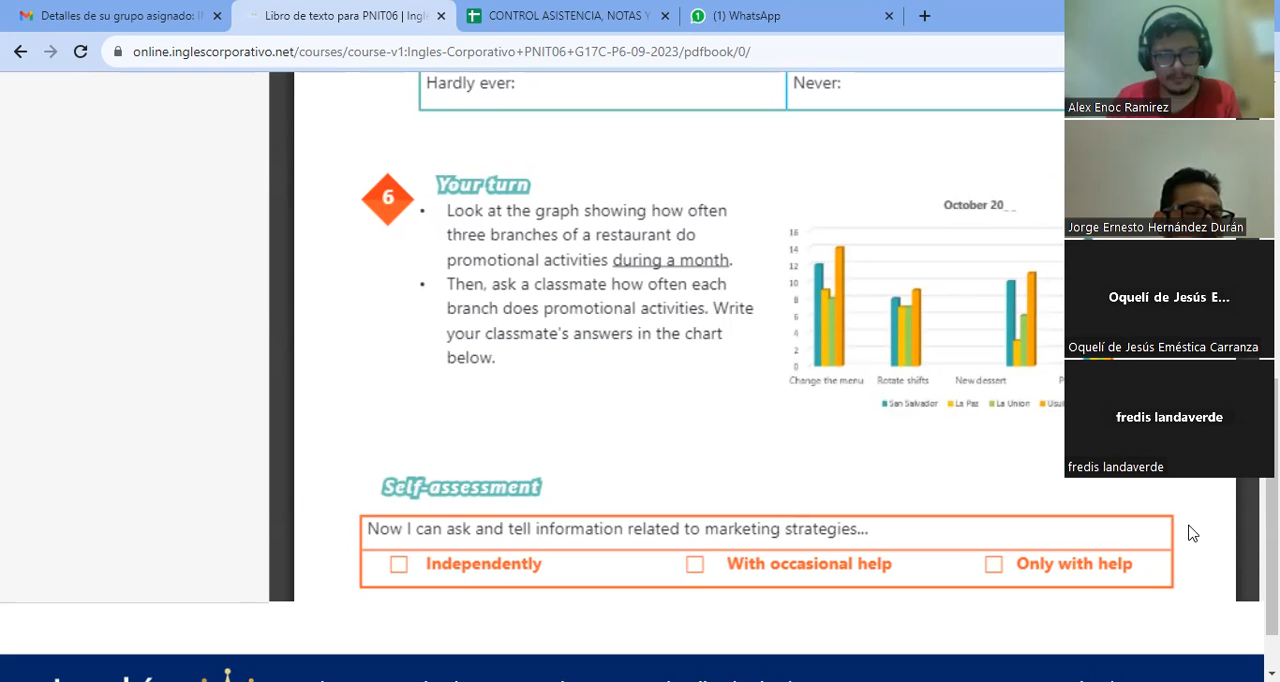 Detalles de su grupo asignado: I
Libro de texto para PNIT06 | Ingl
CONTROL ASISTENCIA, NOTAS Y
(1) WhatsApp
online.inglescorporativo.net/courses/course-v1:Ingles-Corporativo+PNIT06+G17C-P6-09-2023/pdfbook/0/
Hardly ever:
Never:
6
Your turn
• Look at the graph showing how often
three branches of a restaurant do
promotional activities during a month.
• Then, ask a classmate how often each
branch does promotional activities. Write
your classmate's answers in the chart
below.
October 20__
16
14
12
10
8
6
4
2
0
Change the menu
Rotate shifts
New dessert
P
San Salvador
La Paz
La Union
Usul
Self-assessment
Now I can ask and tell information related to marketing strategies...
Independently
With occasional help
Only with help
Alex Enoc Ramirez
Jorge Ernesto Hernández Durán
Oquelí de Jesús E...
Oquelí de Jesús Eméstica Carranza
fredis landaverde
fredis landaverde